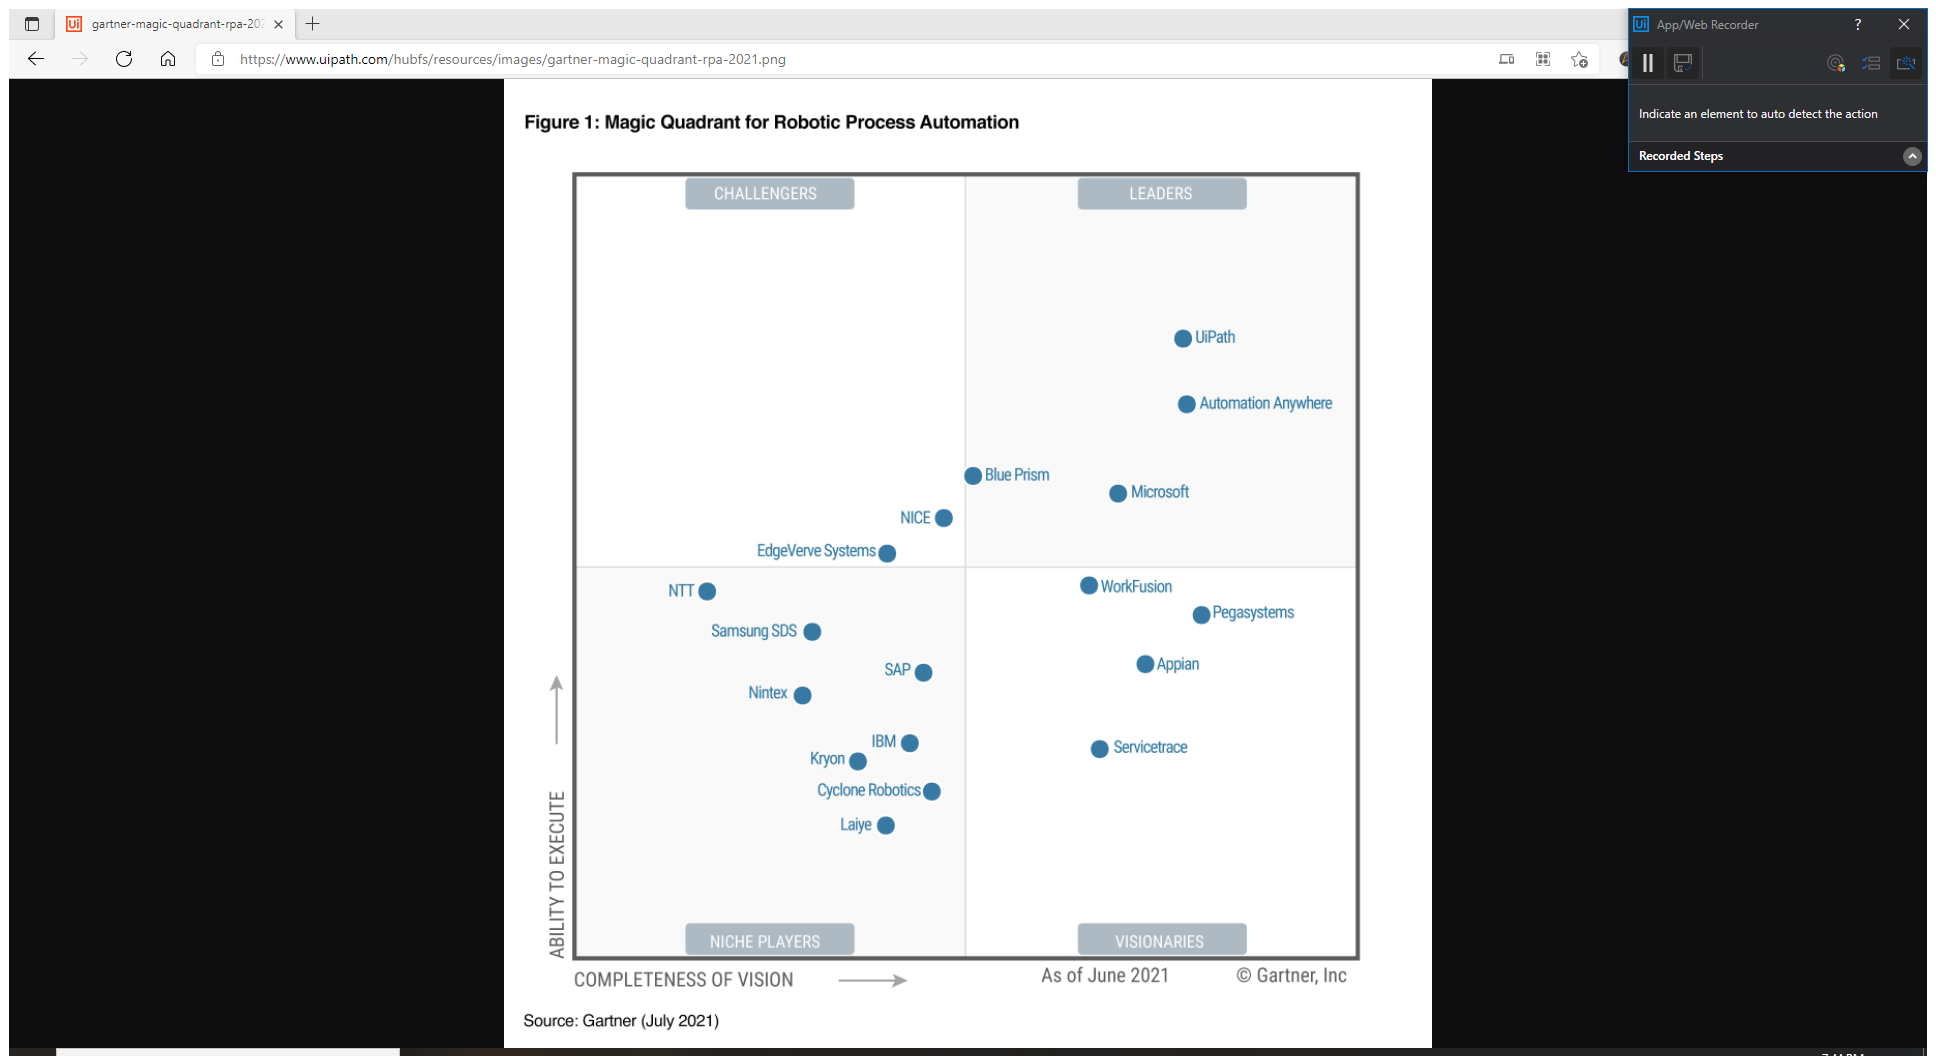 gartner-magic-quadrant-rpa-202
Ui App/Web Recorder ?
https://www.uipath.com/hubfs/resources/images/gartner-magic-quadrant-rpa-2021.png
Indicate an element to auto detect the action
Recorded Steps
Figure 1: Magic Quadrant for Robotic Process Automation
CHALLENGERS
LEADERS
UiPath
Automation Anywhere
Blue Prism
Microsoft
NICE
EdgeVerve Systems
NTT
WorkFusion
Pegasystems
Samsung SDS
SAP
Appian
Nintex
IBM
Servicetrace
Kryon
Cyclone Robotics
Laiye
ABILITY TO EXECUTE
NICHE PLAYERS
VISIONARIES
COMPLETENESS OF VISION
As of June 2021
© Gartner, Inc
Source: Gartner (July 2021)